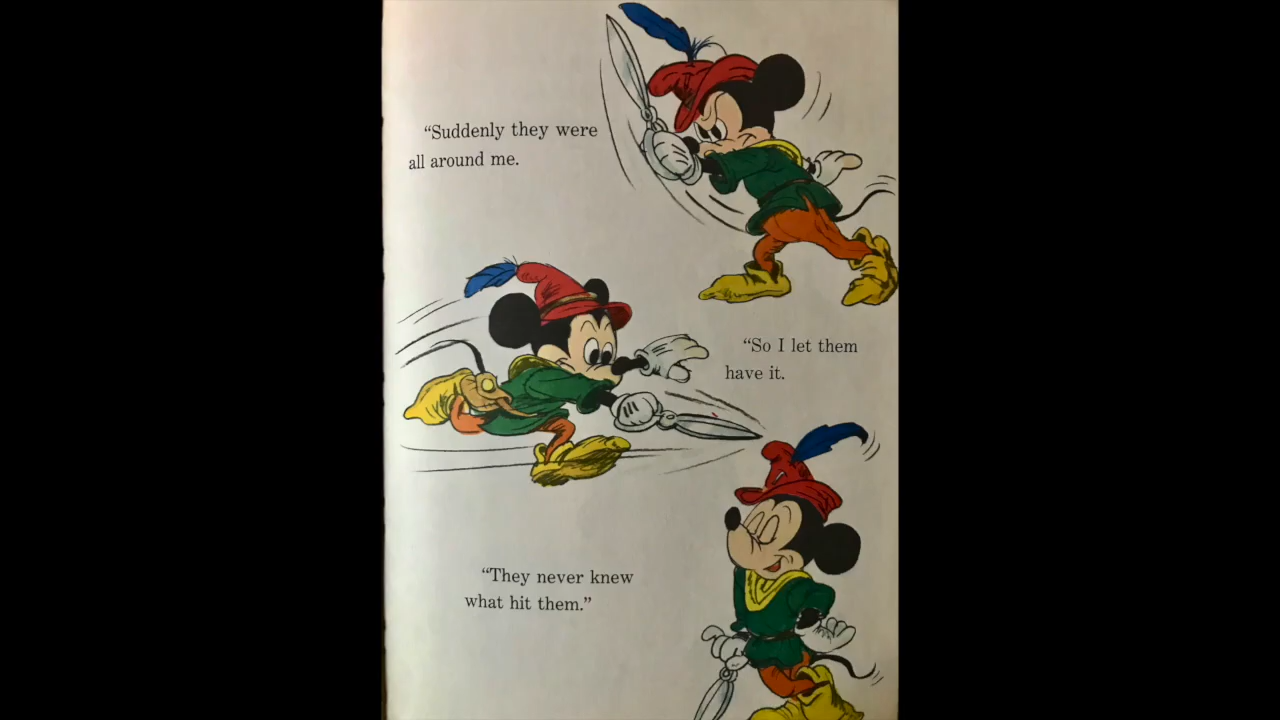 “Suddenly they were
all around me.
“So I let them
have it.
“They never knew
what hit them.”